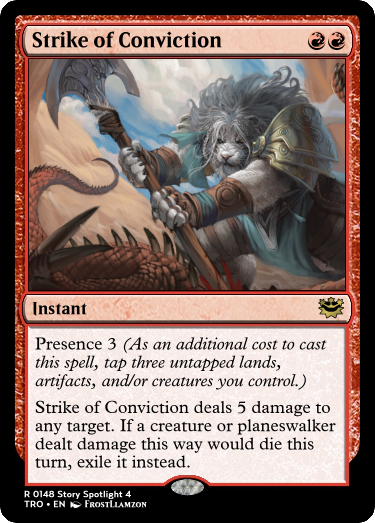 Strike of Conviction
Instant
Presence 3 (As an additional cost to cast
this spell, tap three untapped lands,
artifacts, and/or creatures you control.)
Strike of Conviction deals 5 damage to
any target. If a creature or planeswalker
dealt damage this way would die this
turn, exile it instead.
R 0148 Story Spotlight 4
TRO • EN FrostLlamzon